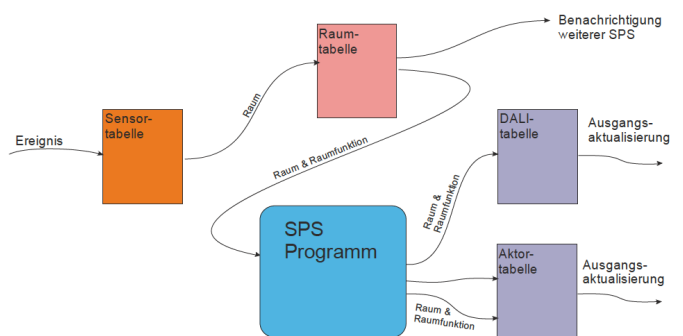 Benachrichtigung
weiterer SPS
Raum-
tabelle
Raum
Sensor-
tabelle
Ereignis
Raum & Raumfunktion
DALI-
tabelle
Ausgangs-
aktualisierung
SPS
Programm
Raum &
Raumfunktion
Aktor-
tabelle
Ausgangs-
aktualisierung
Raum &
Raumfunktion